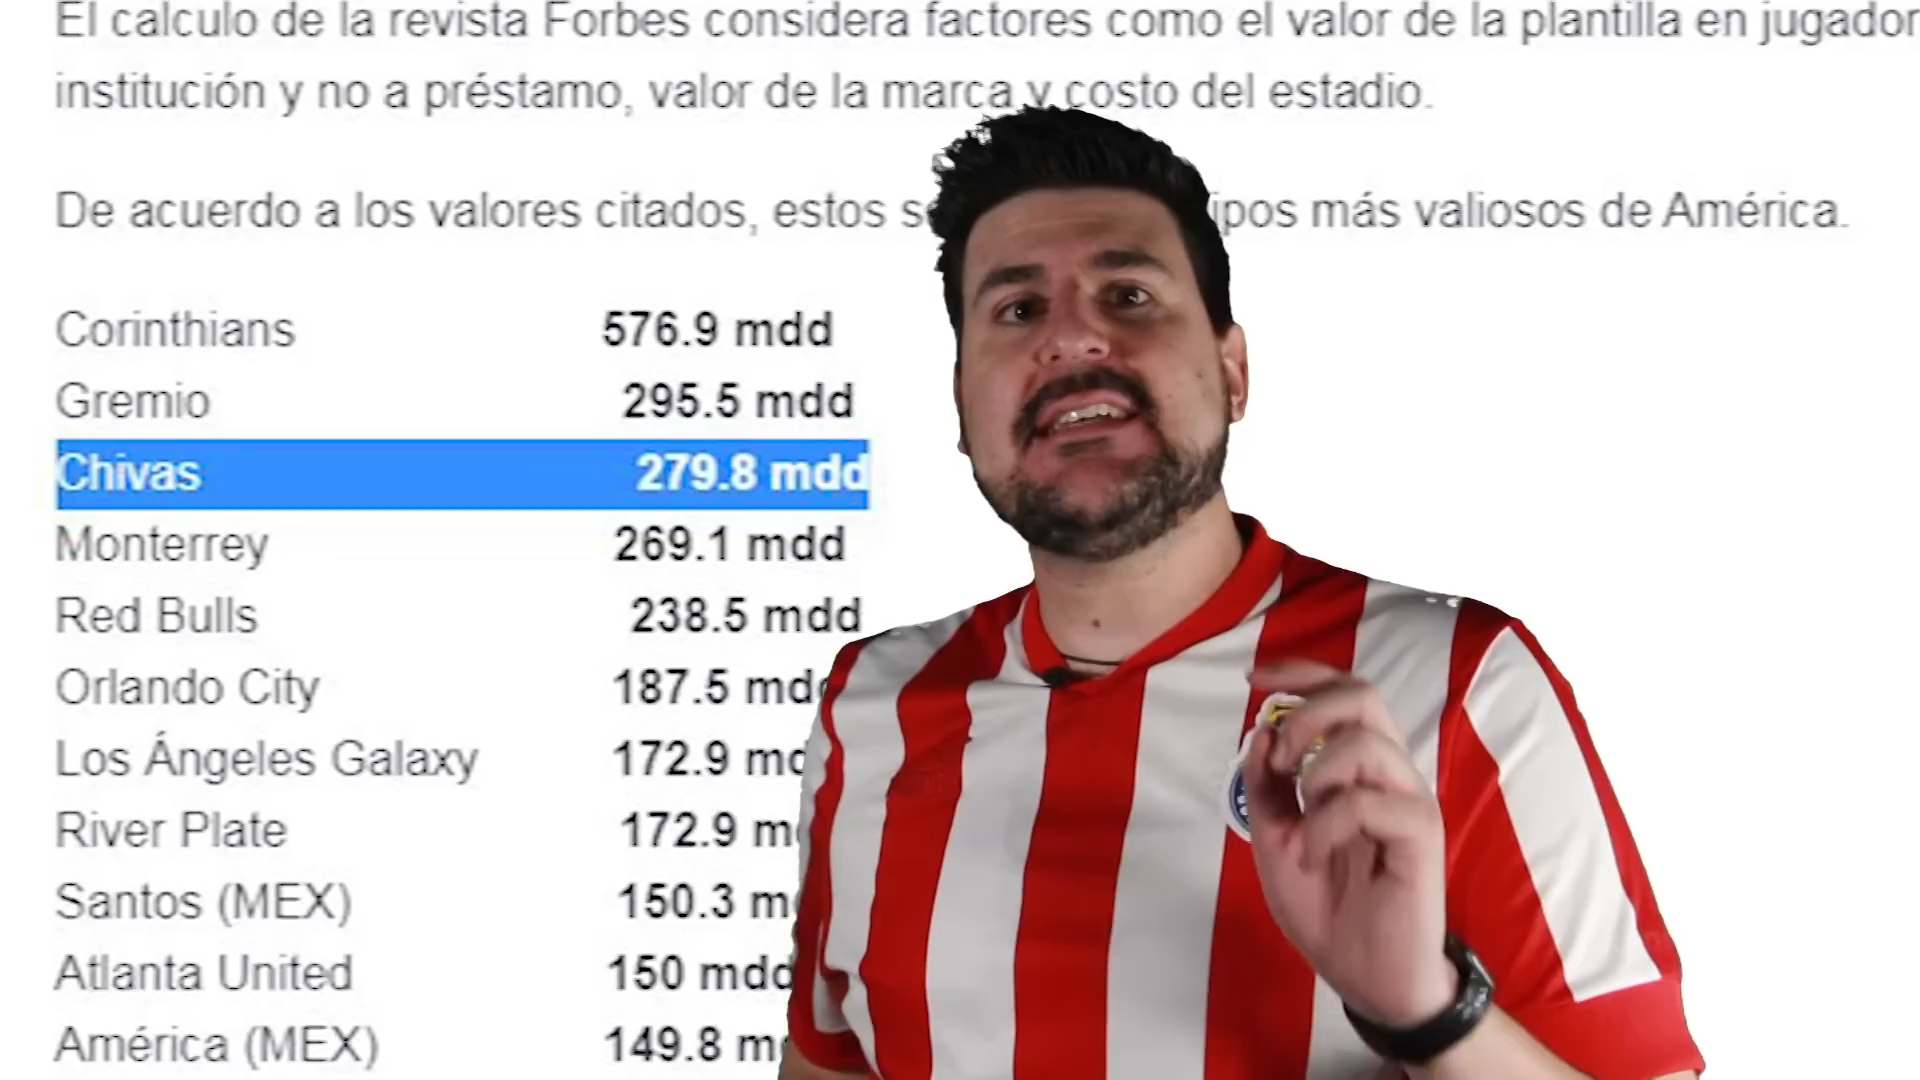 El calculo de la revista Forbes considera factores como el valor de la plantilla en jugador
institución y no a préstamo, valor de la marca y costo del estadio.
De acuerdo a los valores citados, estos ipos más valiosos de América.
Corinthians 576.9 mdd
Gremio 295.5 mdd
Chivas 279.8 mdd
Monterrey 269.1 mdd
Red Bulls 238.5 mdd
Orlando City 187.5 mdd
Los Ángeles Galaxy 172.9 md
River Plate 172.9 m
Santos (MEX) 150.3 m
Atlanta United 150 mdd
América (MEX) 149.8 m